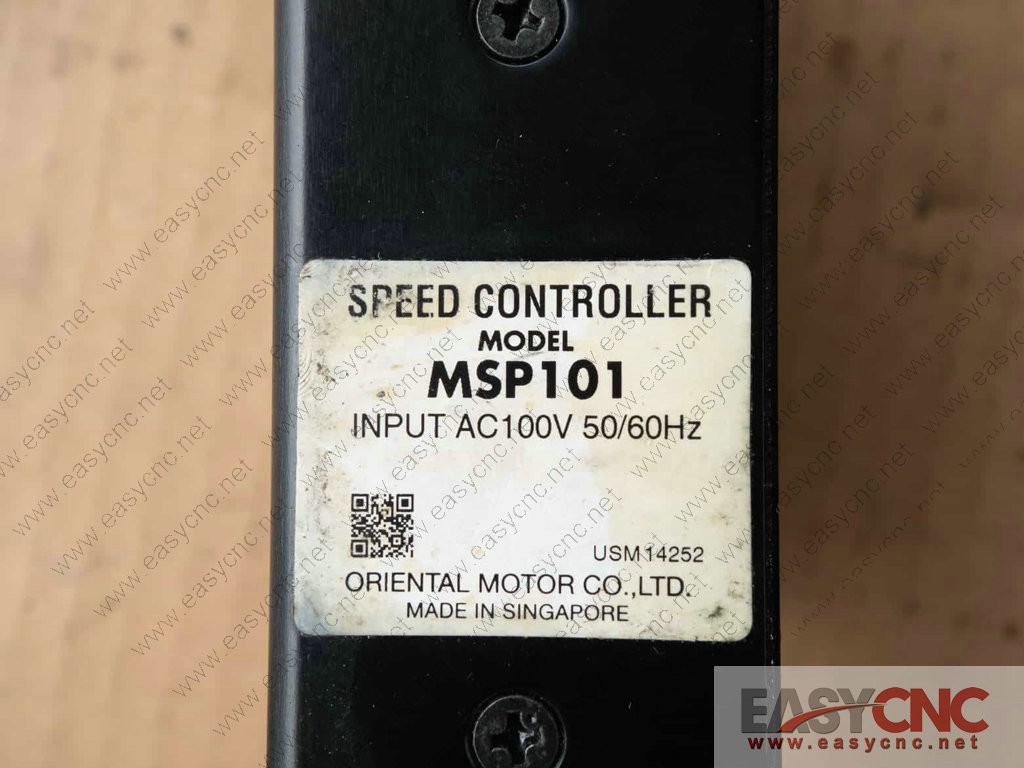 SPEED CONTROLLER
MODEL
MSP101
INPUT AC100V 50/60Hz
USM14252
ORIENTAL MOTOR CO.,LTD.
MADE IN SINGAPORE
EASYCNC
www.easycnc.net